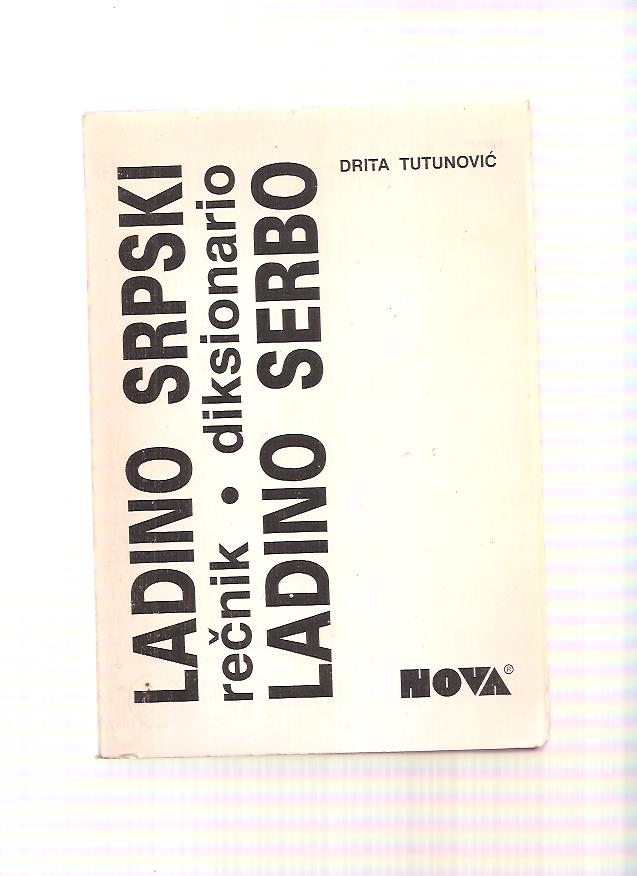 DRITA TUTUNOVIĆ
LADINO SRPSKI
rečnik • diksionario
LADINO SERBO
NOVA®